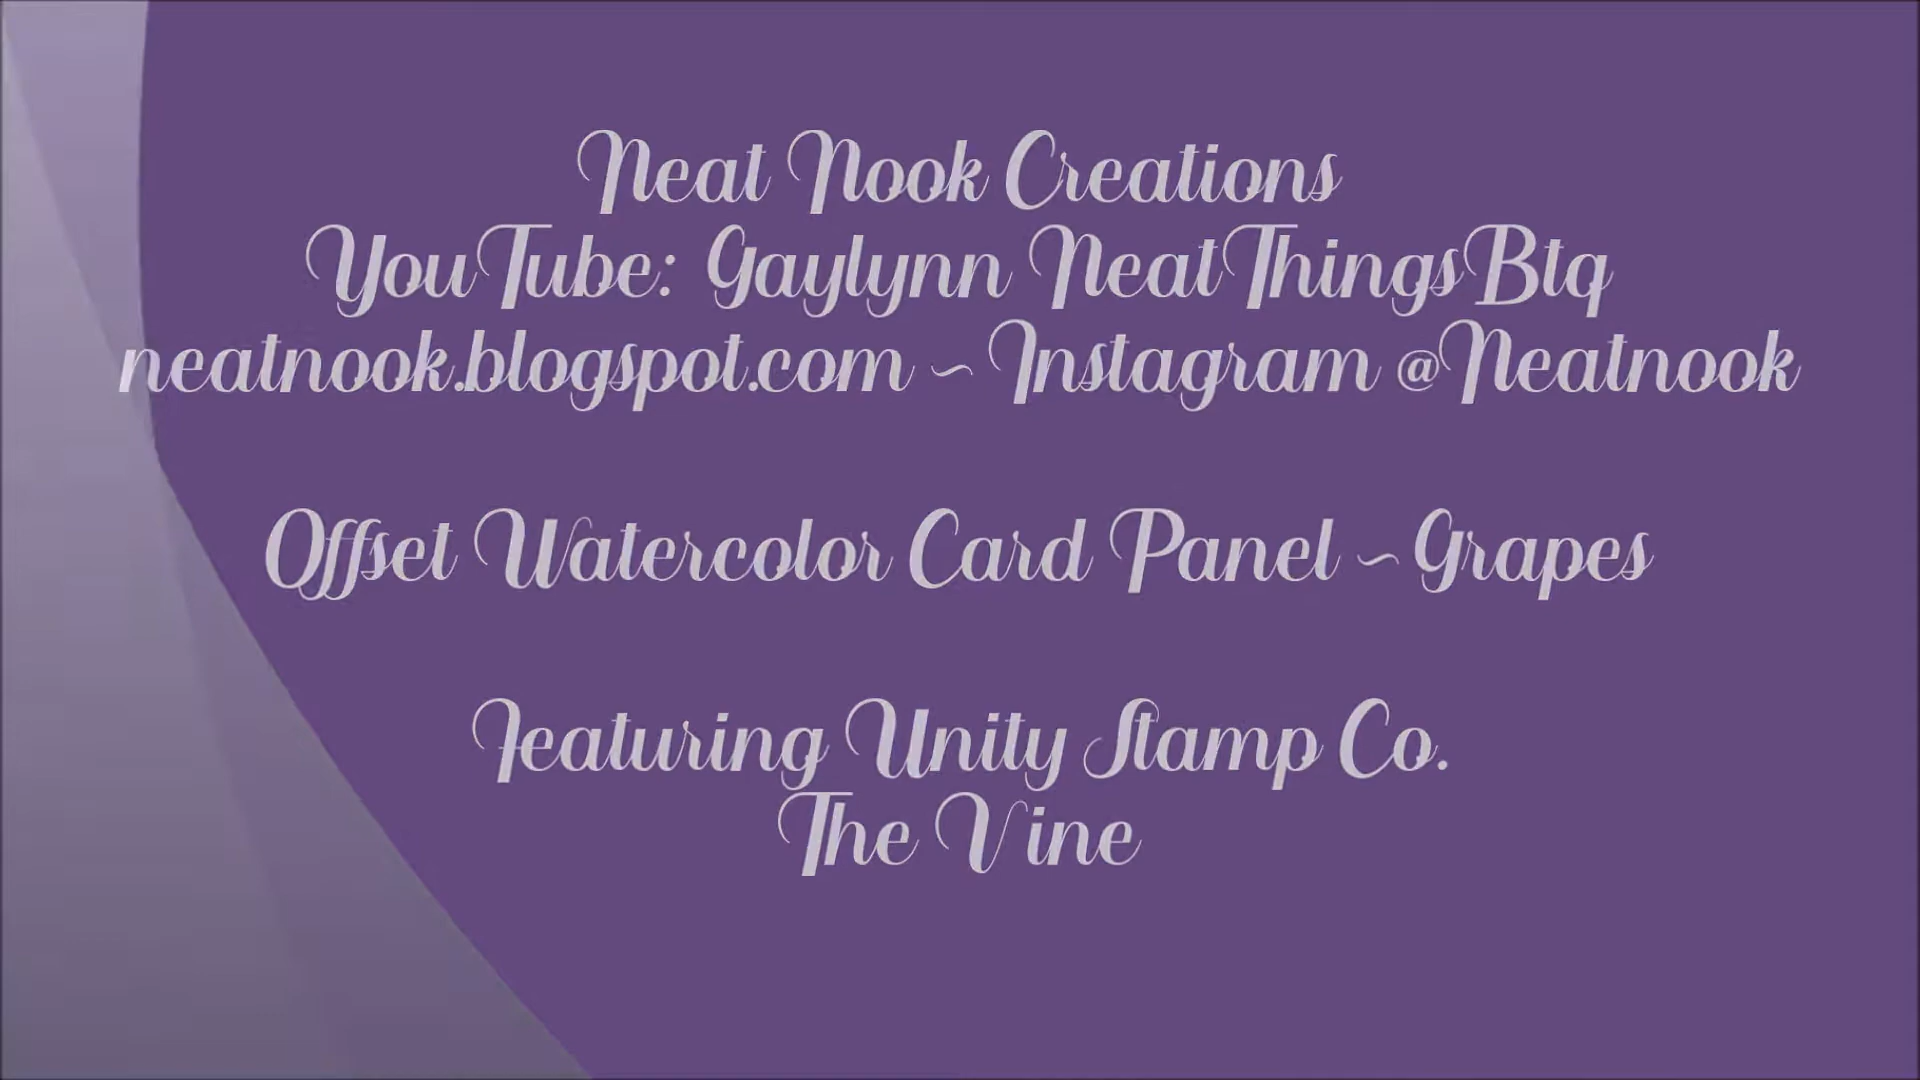 Neat Nook Creations
YouTube: Gaylynn NeatThingsBtq
neatnook.blogspot.com ~ Instagram @Neatnook
Offset Watercolor Card Panel ~ Grapes
Featuring Unity Stamp Co.
The Vine